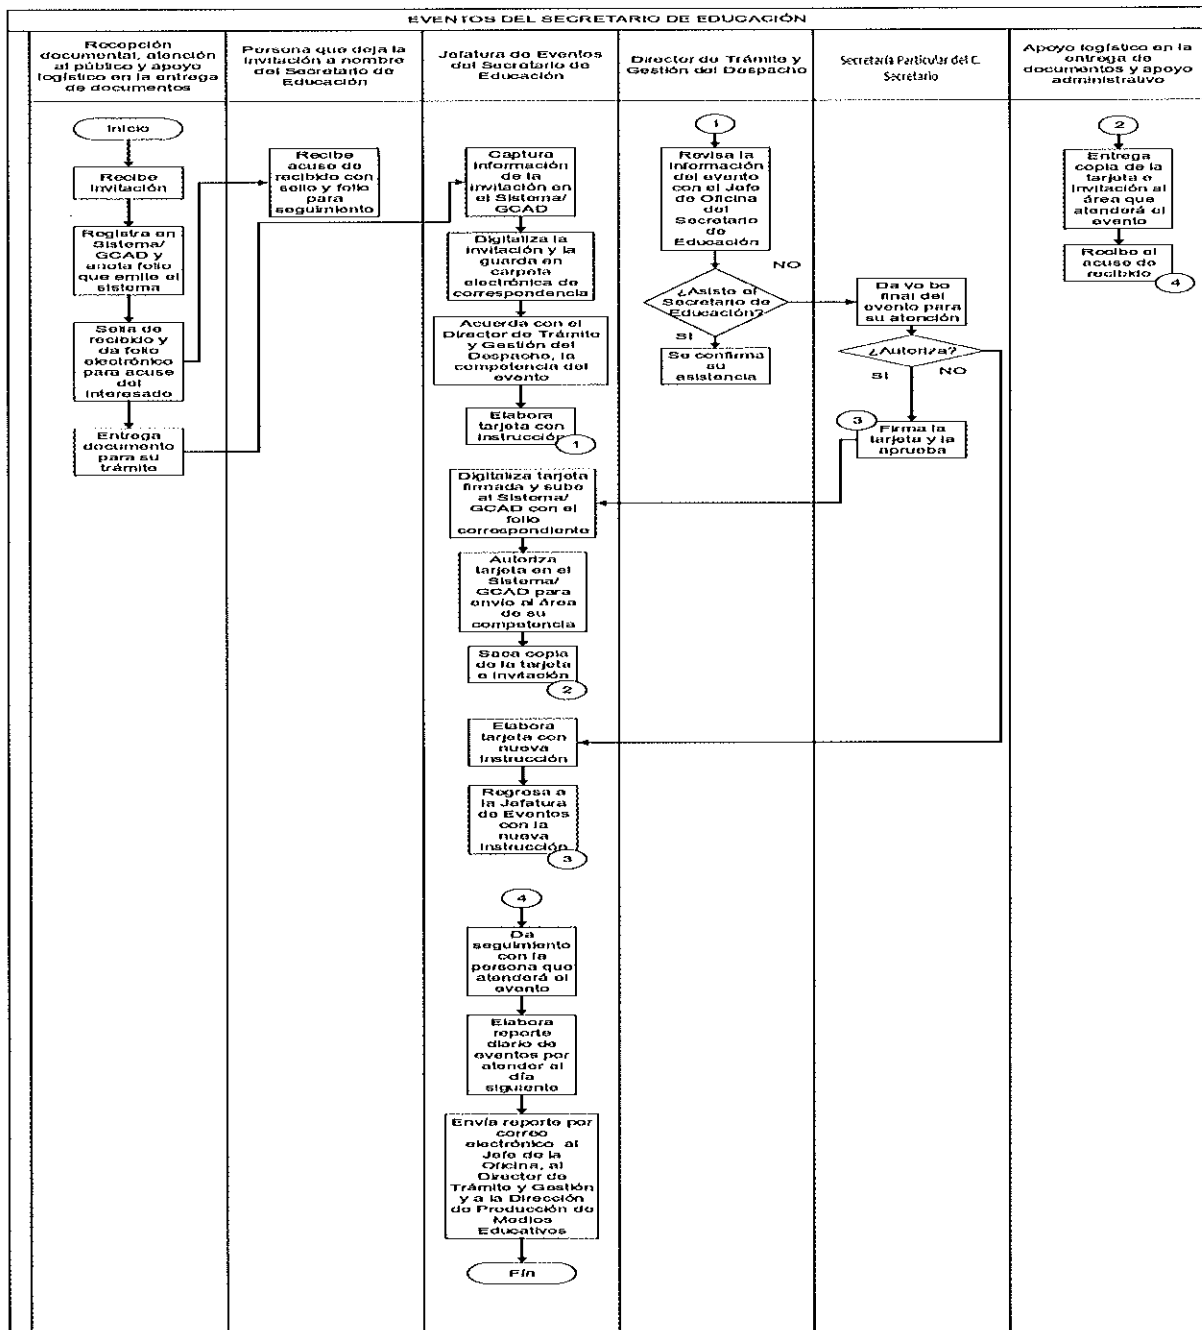 EVENTOS DEL SECRETARIO DE EDUCACIÓN
Recepción
documental, atención
al público y apoyo
logístico en la entrega
de documentos
Persona que deja la
invitación a nombre
del Secretario de
Educación
Jefatura de Eventos
del Secretario de
Educación
Director de Trámite y
Gestión del Despacho
Secretaría Particular del C.
Secretario
Apoyo logístico en la
entrega de
documentos y apoyo
administrativo
Inicio
Recibe
invitación
Registra en
Sistema/
GCAD y
anota folio
que emite el
sistema
Sella de
recibido y
da folio
electrónico
para acuse
del
interesado
Entrega
documento
para su
trámite
Recibe
acuse de
recibido con
sello y folio
para
seguimiento
Captura
información
de la
invitación en
el Sistema/
GCAD
Digitaliza la
invitación y la
guarda en
carpeta
electrónica de
correspondencia
Acuerda con el
Director de Trámite
y Gestión del
Despacho, la
competencia del
evento
Elabora
tarjeta con
instrucción
1
Digitaliza tarjeta
firmada y sube
al Sistema/
GCAD con el
folio
correspondiente
Autoriza
tarjeta en el
Sistema/
GCAD para
envío al área
de su
competencia
Saca copia
de la tarjeta
e invitación
2
Elabora
tarjeta con
nueva
instrucción
Regresa a
la Jefatura
de Eventos
con la
nueva
instrucción
3
4
Da
seguimiento
con la
persona que
atenderá el
evento
Elabora
reporte
diario de
eventos por
atender al
día
siguiente
Envía reporte por
correo
electrónico al
Jefe de la
Oficina, al
Director de
Trámite y Gestión
y a la Dirección
de Producción de
Medios
Educativos
Fin
1
Revisa la
información
del evento
con el Jefe
de Oficina
del
Secretario
de
Educación
¿Asiste el
Secretario de
Educación?
NO
SI
Se confirma
su
asistencia
Da vo bo
final del
evento para
su atención
¿Autoriza?
SI
NO
3
Firma la
tarjeta y la
aprueba
2
Entrega
copia de la
tarjeta e
invitación al
área que
atenderá el
evento
Recibe el
acuse de
recibido
4